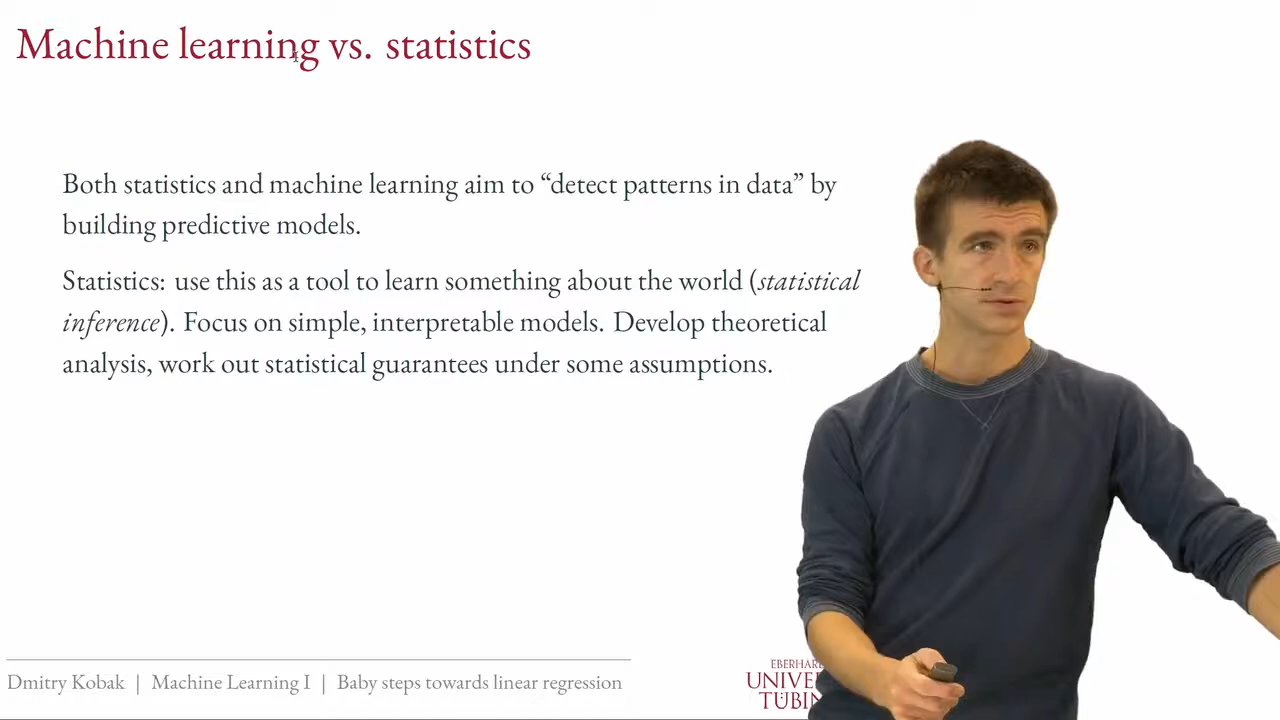 Machine learning vs. statistics
Both statistics and machine learning aim to “detect patterns in data” by
building predictive models.
Statistics: use this as a tool to learn something about the world (statistical
inference). Focus on simple, interpretable models. Develop theoretical
analysis, work out statistical guarantees under some assumptions.
Dmitry Kobak | Machine Learning I | Baby steps towards linear regression